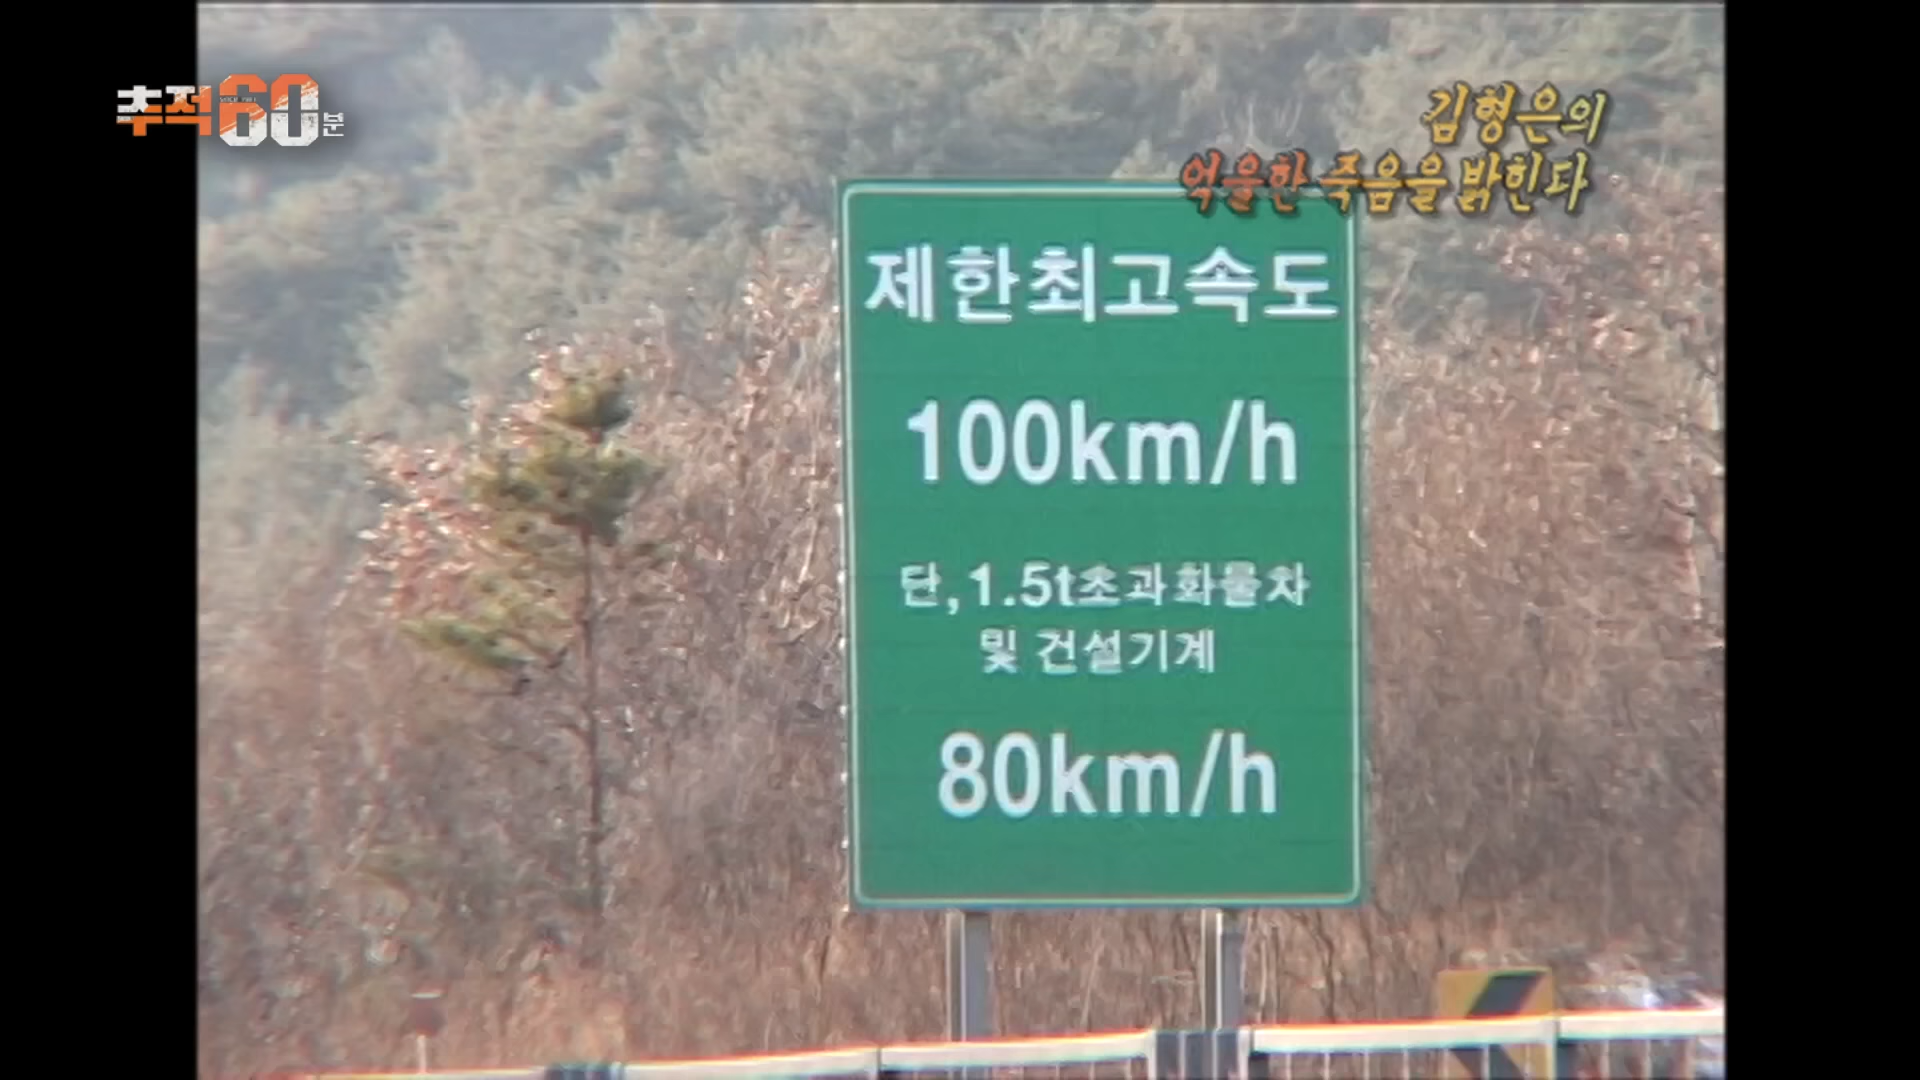 추적60분
김형은의
억울한 죽음을 밝힌다
제한최고속도
100km/h
단,1.5t초과화물차
및 건설기계
80km/h